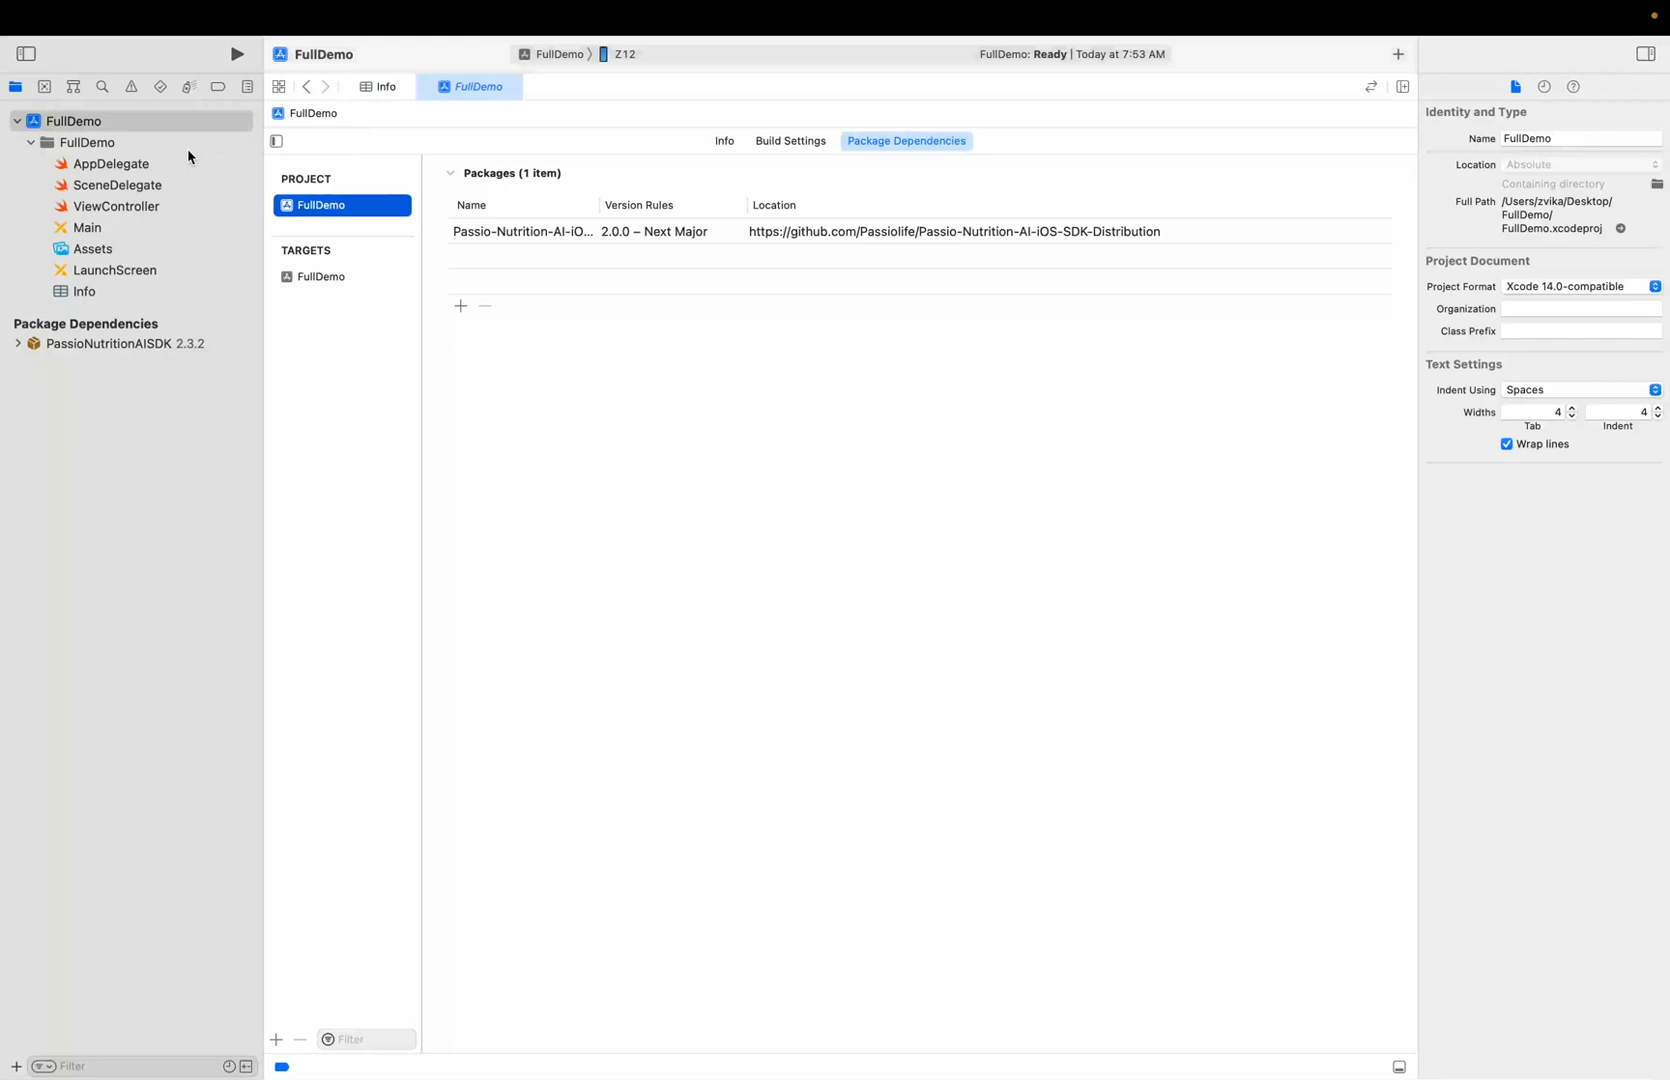 FullDemo
FullDemo
Z12
FullDemo: Ready | Today at 7:53 AM
Info
FullDemo
FullDemo
FullDemo
AppDelegate
SceneDelegate
ViewController
Main
Assets
LaunchScreen
Info
Package Dependencies
PassioNutritionAISDK 2.3.2
Filter
FullDemo
Info
Build Settings
Package Dependencies
PROJECT
FullDemo
TARGETS
FullDemo
Filter
Packages (1 item)
Name
Version Rules
Location
Passio-Nutrition-AI-iO...
2.0.0 – Next Major
https://github.com/Passiolife/Passio-Nutrition-AI-iOS-SDK-Distribution
Identity and Type
Name FullDemo
Location Absolute
Containing directory
Full Path /Users/zvika/Desktop/
FullDemo/
FullDemo.xcodeproj
Project Document
Project Format Xcode 14.0-compatible
Organization
Class Prefix
Text Settings
Indent Using Spaces
Widths 4 4
Tab Indent
Wrap lines